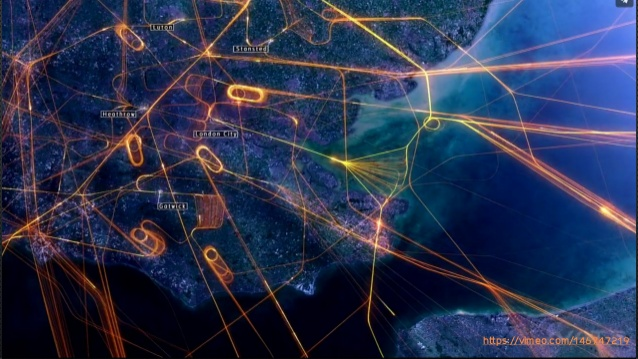 Luton
Stansted
Heathrow
London City
Gatwick
https://vimeo.com/146747219